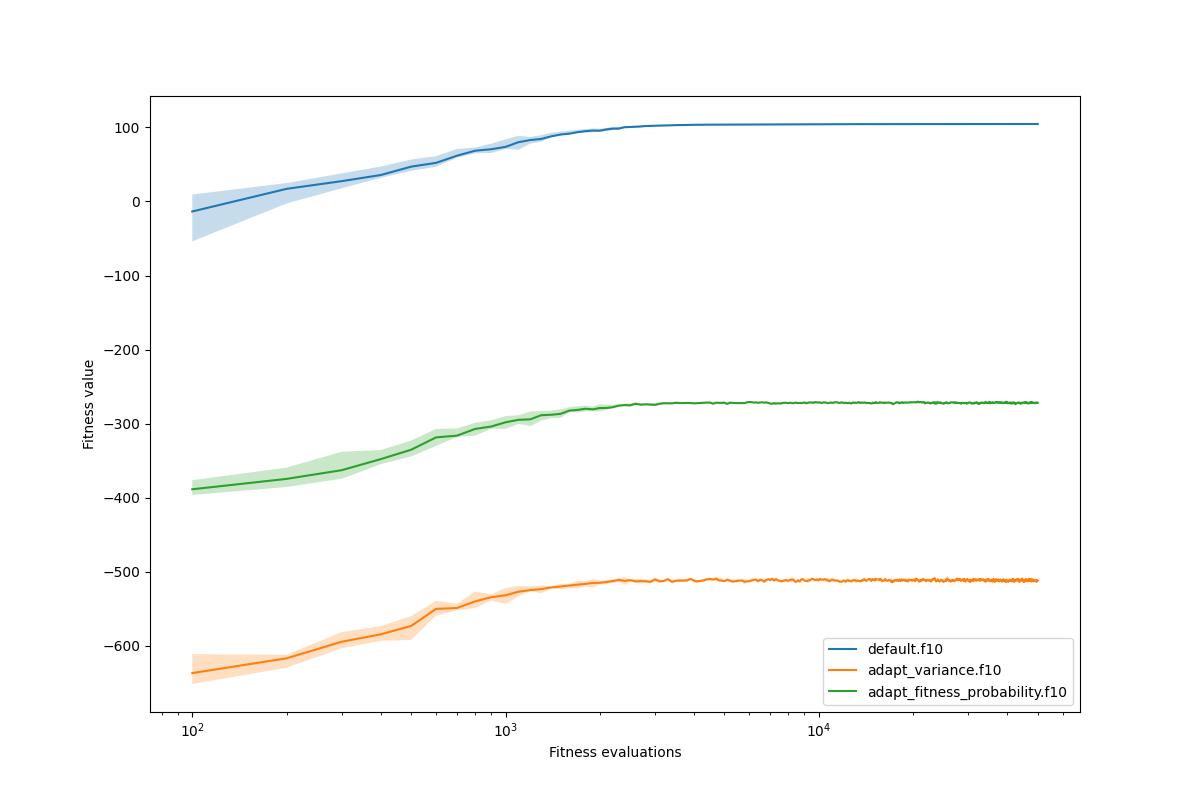 100
0
−100
−200
−300
−400
−500
−600
Fitness value
10²
10³
10⁴
Fitness evaluations
default.f10
adapt_variance.f10
adapt_fitness_probability.f10